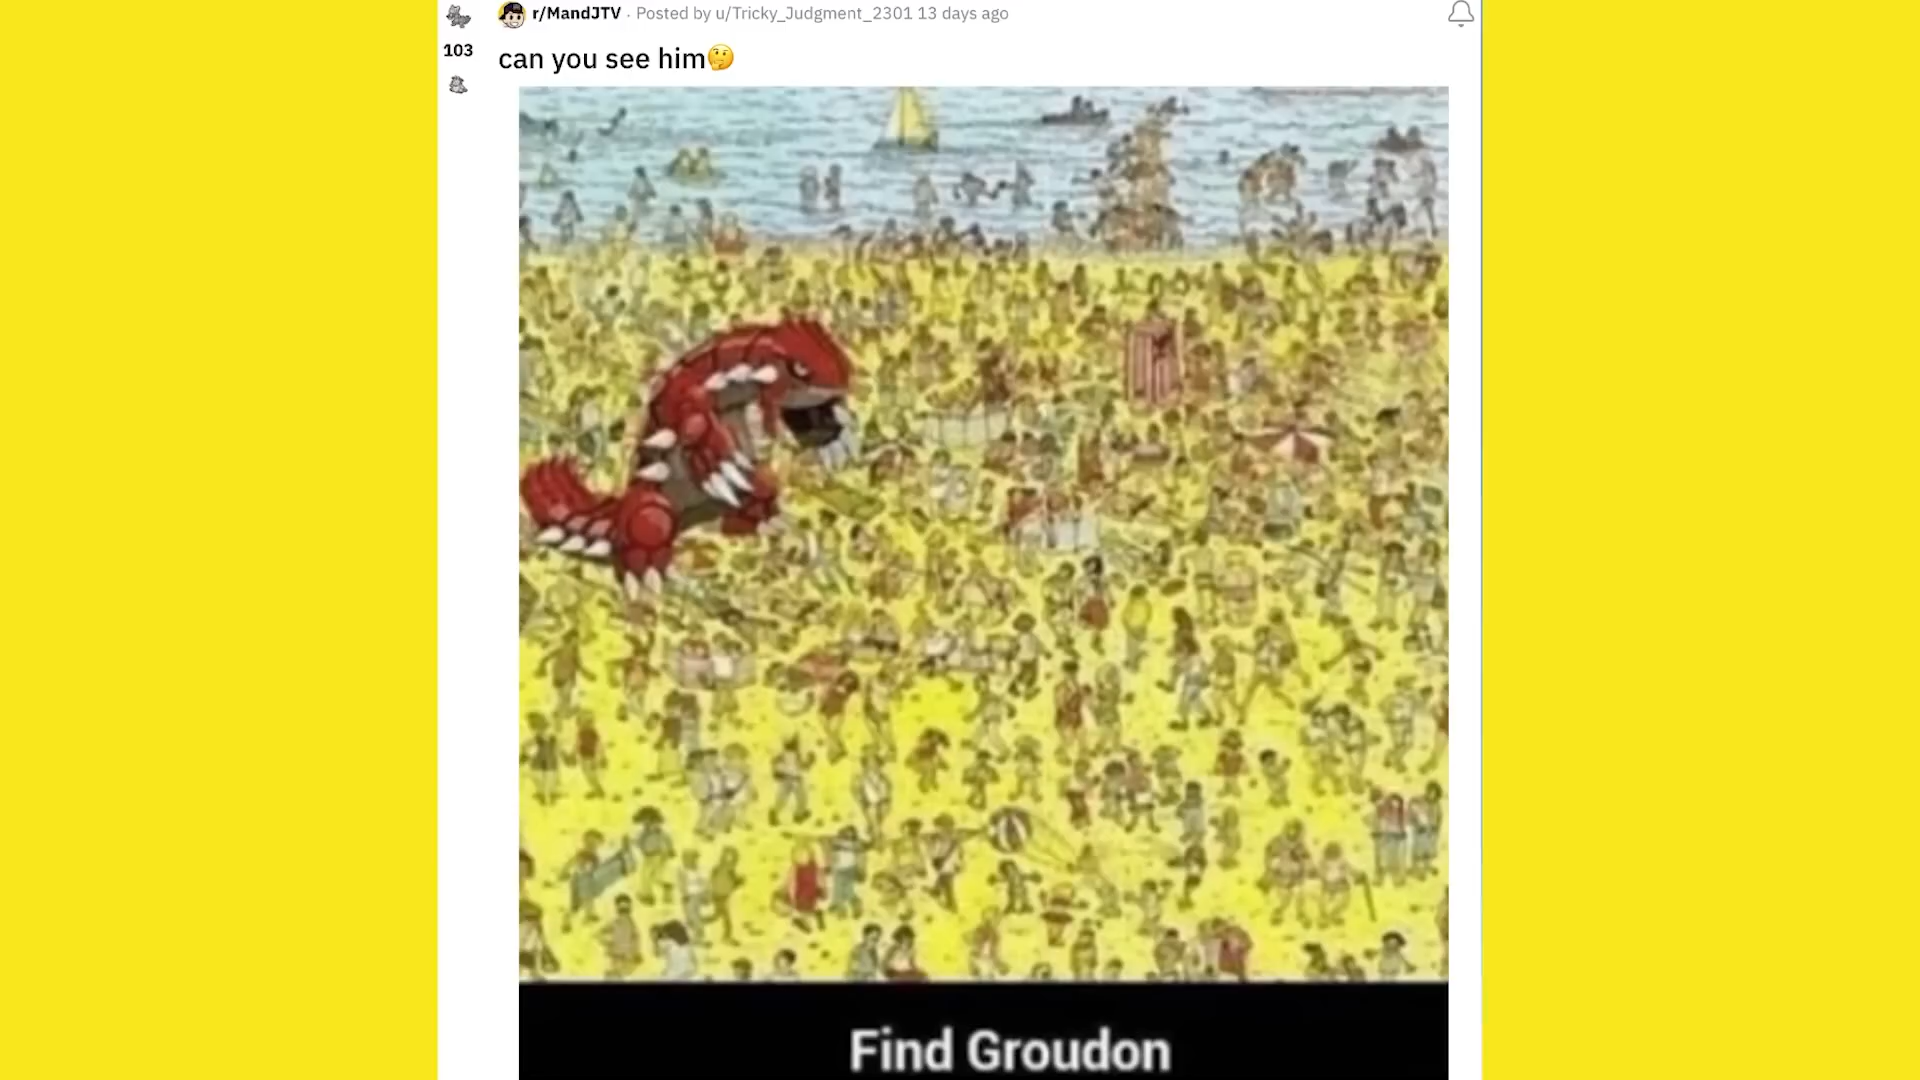 r/MandJTV · Posted by u/Tricky_Judgment_2301 13 days ago
103
can you see him🤔
Find Groudon